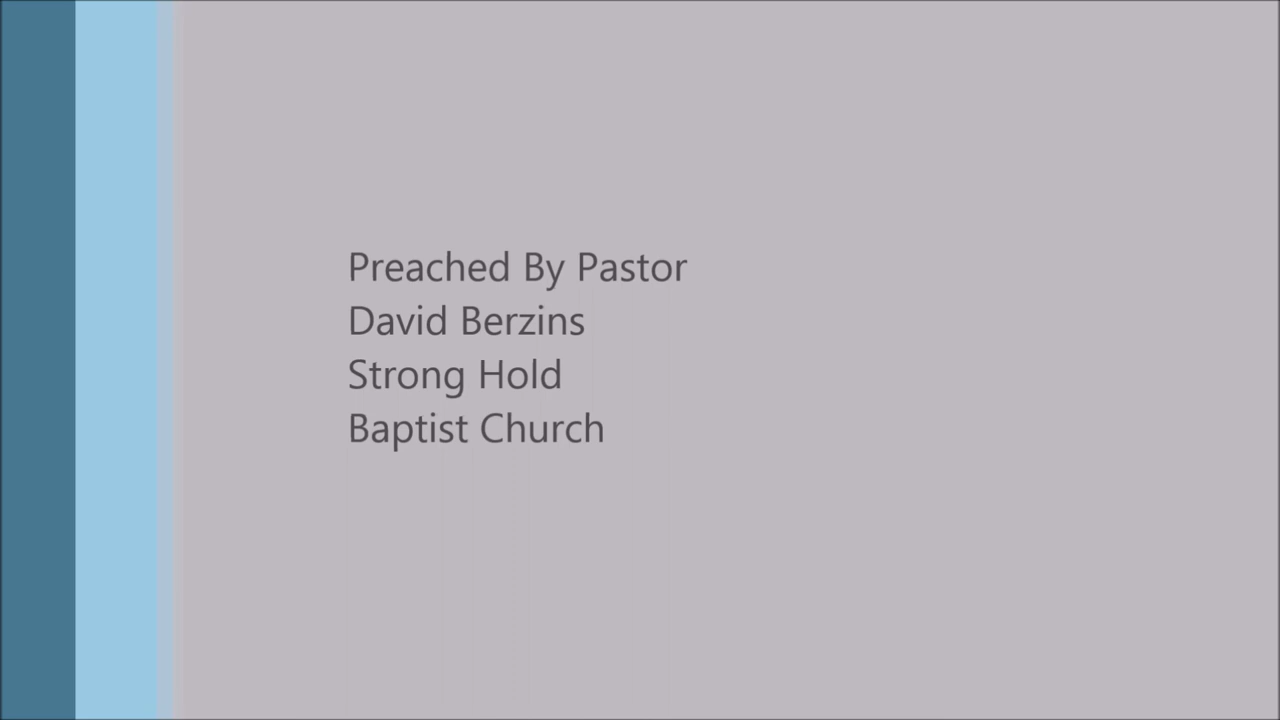 Preached By Pastor
David Berzins
Strong Hold
Baptist Church